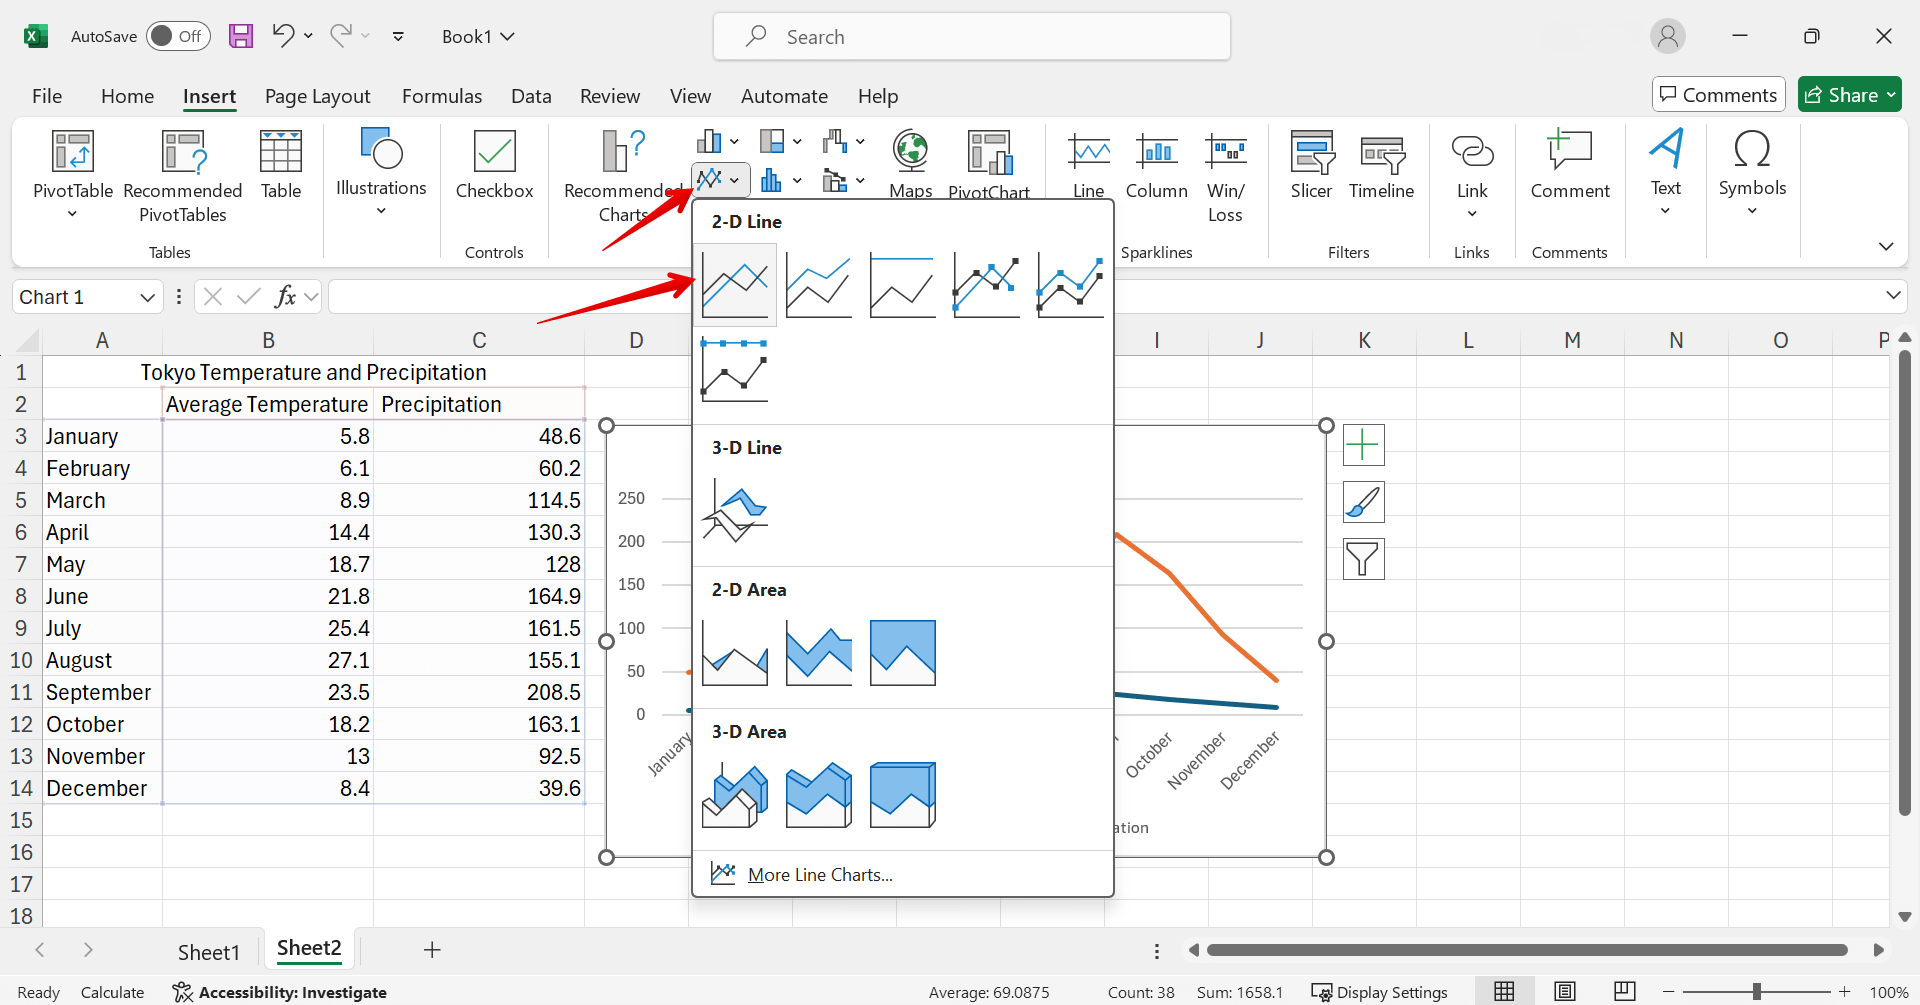 AutoSave Off Book1 Search
File Home Insert Page Layout Formulas Data Review View Automate Help Comments Share
PivotTable Recommended PivotTables Table
Tables
Illustrations
Checkbox
Controls
Recommended Charts
Maps PivotChart
Line Column Win/ Loss
Sparklines
Slicer Timeline
Filters
Link
Links
Comment
Comments
Text
Symbols
Chart 1 fx
2-D Line
3-D Line
2-D Area
3-D Area
More Line Charts...
A B C D I J K L M N O P
1 Tokyo Temperature and Precipitation
2 Average Temperature Precipitation
3 January 5.8 48.6
4 February 6.1 60.2
5 March 8.9 114.5
6 April 14.4 130.3
7 May 18.7 128
8 June 21.8 164.9
9 July 25.4 161.5
10 August 27.1 155.1
11 September 23.5 208.5
12 October 18.2 163.1
13 November 13 92.5
14 December 8.4 39.6
15
16
17
18
250
200
150
100
50
0
January October November December
ation
Sheet1 Sheet2
Ready Calculate Accessibility: Investigate Average: 69.0875 Count: 38 Sum: 1658.1 Display Settings 100%